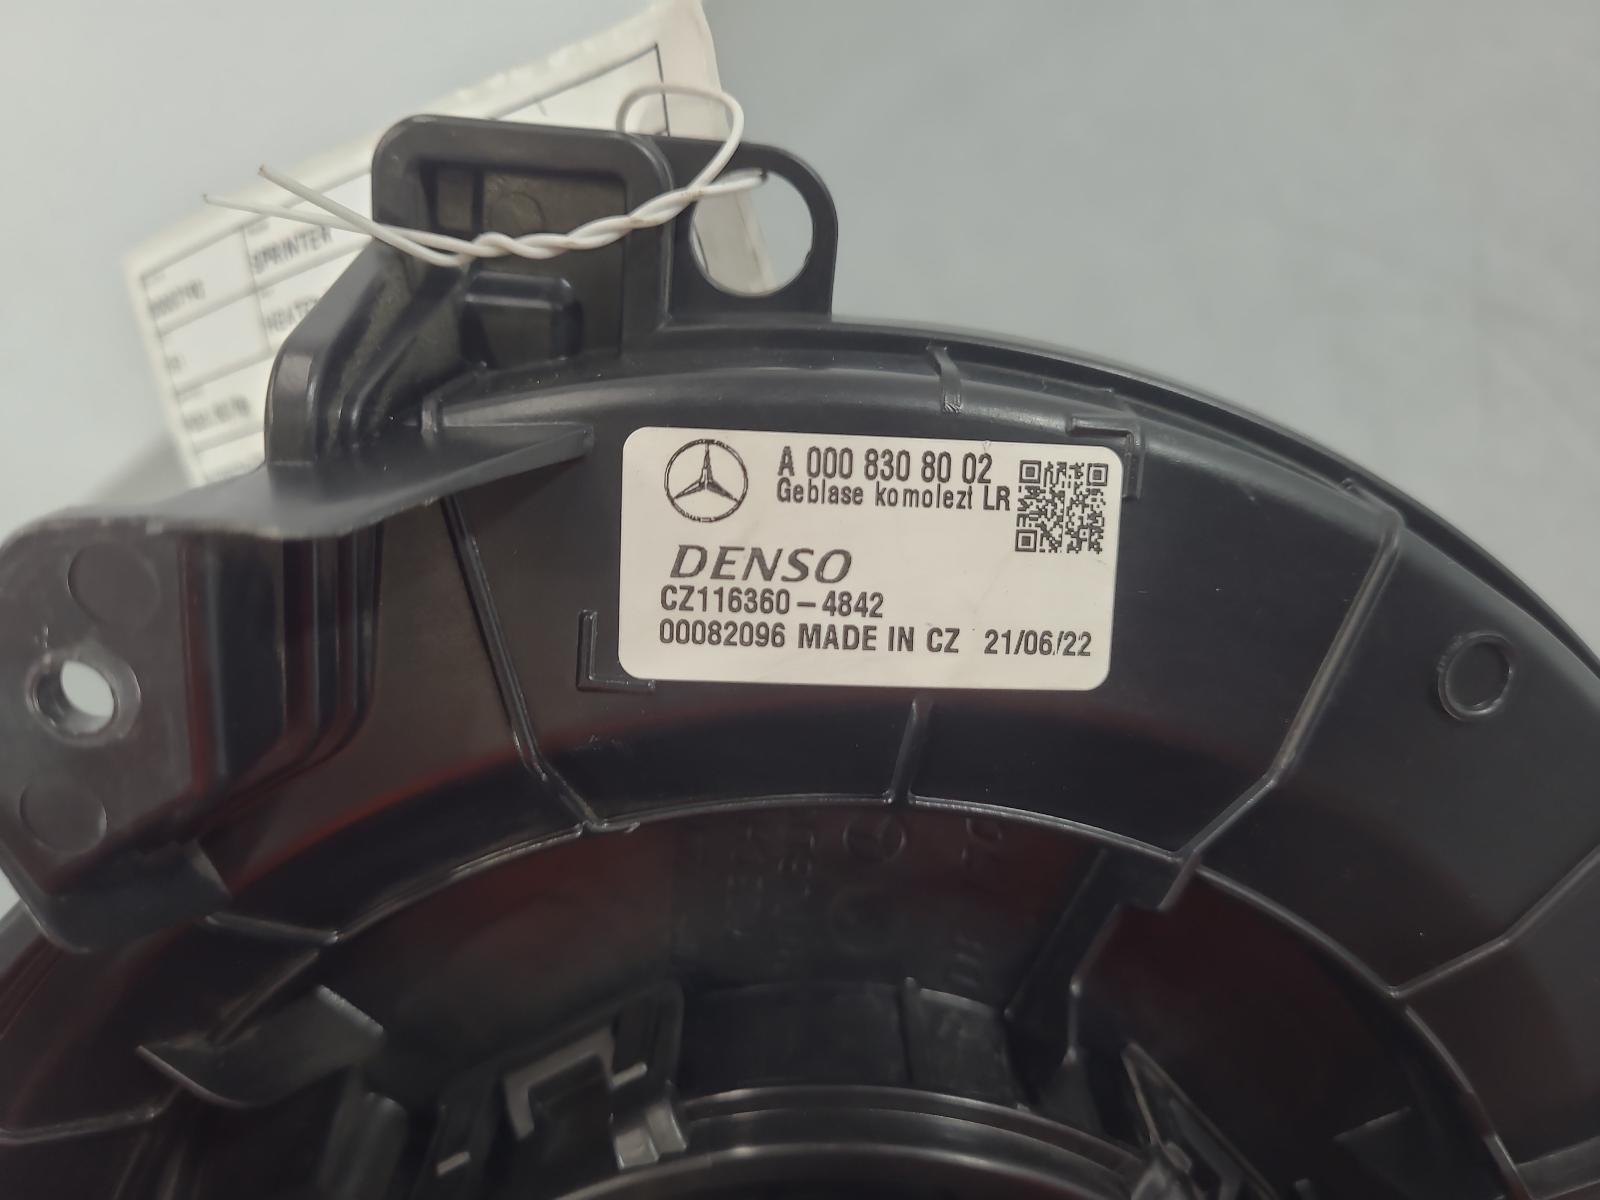 SPRINTER
A 000 830 80 02
Geblase komolezt LR
DENSO
CZ116360-4842
00082096 MADE IN CZ 21/06/22